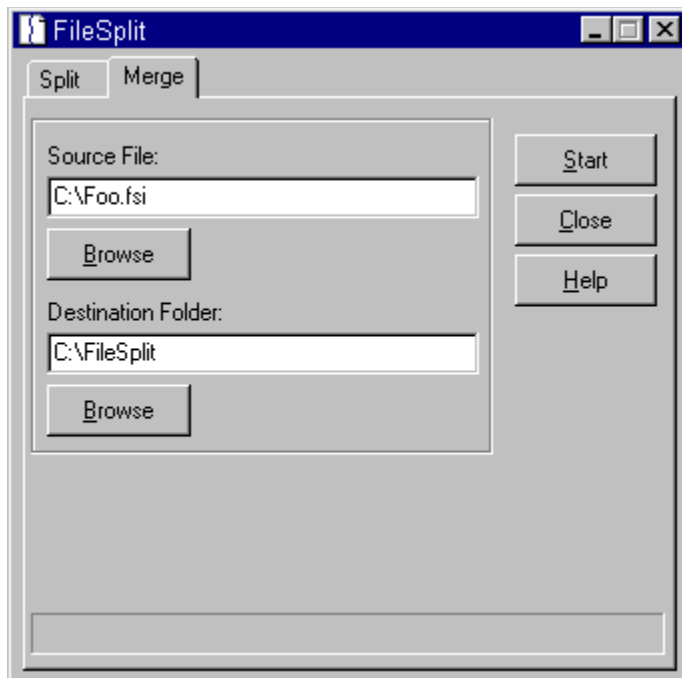 FileSplit
Split Merge
Source File:
C:\Foo.fsi
Browse
Destination Folder:
C:\FileSplit
Browse
Start
Close
Help